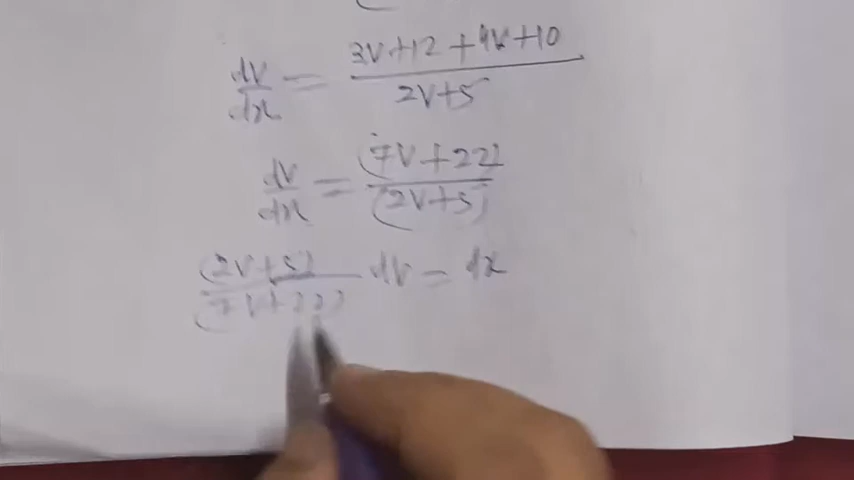 dv/dx = (3v+12+4v+10)/(2v+5)
dv/dx = (7v+22)/(2v+5)
(2v+5)/(7v+22) dv = dx